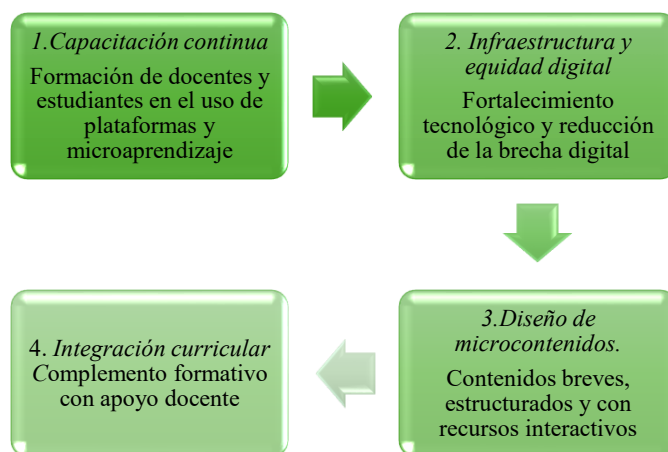 1.Capacitación continua
Formación de docentes y
estudiantes en el uso de
plataformas y
microaprendizaje
2. Infraestructura y
equidad digital
Fortalecimiento
tecnológico y reducción
de la brecha digital
3.Diseño de
microcontenidos.
Contenidos breves,
estructurados y con
recursos interactivos
4. Integración curricular
Complemento formativo
con apoyo docente